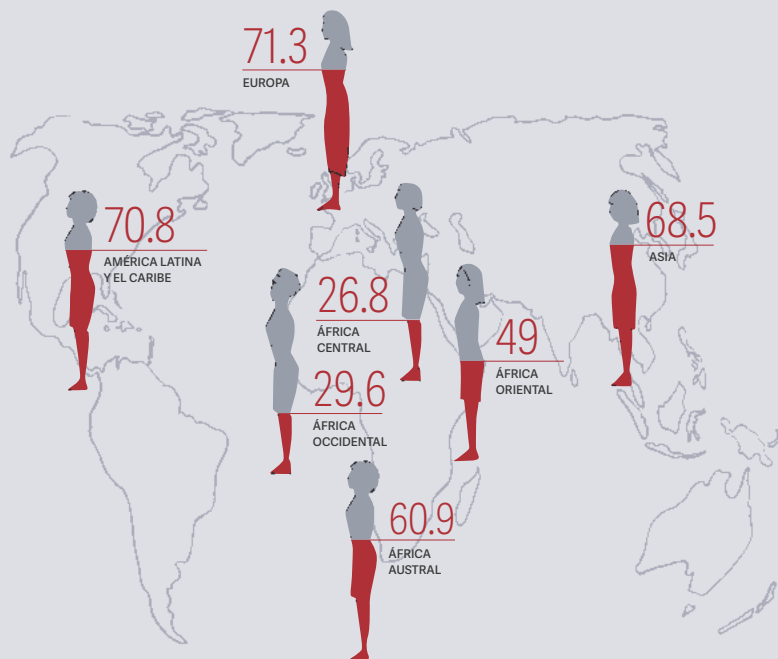 71.3
EUROPA
70.8
AMÉRICA LATINA
Y EL CARIBE
68.5
ASIA
26.8
ÁFRICA
CENTRAL
49
ÁFRICA
ORIENTAL
29.6
ÁFRICA
OCCIDENTAL
60.9
ÁFRICA
AUSTRAL